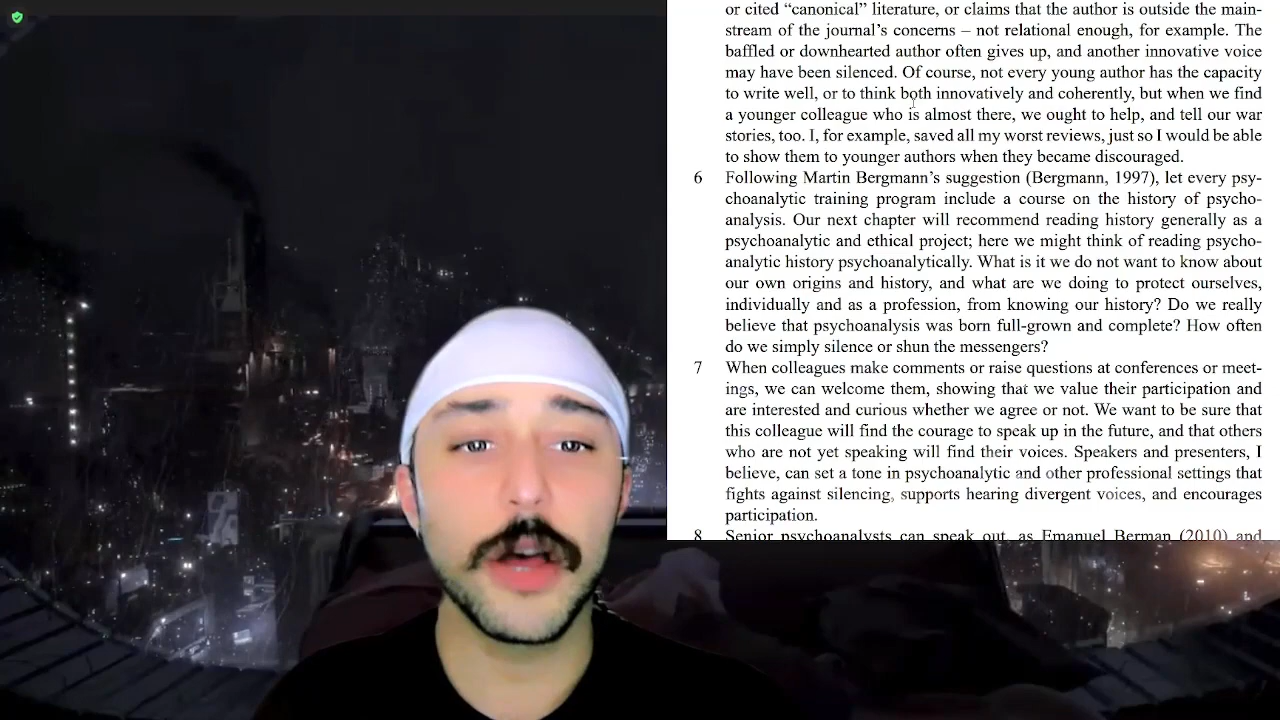 or cited “canonical” literature, or claims that the author is outside the main-
stream of the journal’s concerns – not relational enough, for example. The
baffled or downhearted author often gives up, and another innovative voice
may have been silenced. Of course, not every young author has the capacity
to write well, or to think both innovatively and coherently, but when we find
a younger colleague who is almost there, we ought to help, and tell our war
stories, too. I, for example, saved all my worst reviews, just so I would be able
to show them to younger authors when they became discouraged.
6 Following Martin Bergmann’s suggestion (Bergmann, 1997), let every psy-
choanalytic training program include a course on the history of psycho-
analysis. Our next chapter will recommend reading history generally as a
psychoanalytic and ethical project; here we might think of reading psycho-
analytic history psychoanalytically. What is it we do not want to know about
our own origins and history, and what are we doing to protect ourselves,
individually and as a profession, from knowing our history? Do we really
believe that psychoanalysis was born full-grown and complete? How often
do we simply silence or shun the messengers?
7 When colleagues make comments or raise questions at conferences or meet-
ings, we can welcome them, showing that we value their participation and
are interested and curious whether we agree or not. We want to be sure that
this colleague will find the courage to speak up in the future, and that others
who are not yet speaking will find their voices. Speakers and presenters, I
believe, can set a tone in psychoanalytic and other professional settings that
fights against silencing, supports hearing divergent voices, and encourages
participation.
8 Senior psychoanalysts can speak out, as Emanuel Berman (2010) and